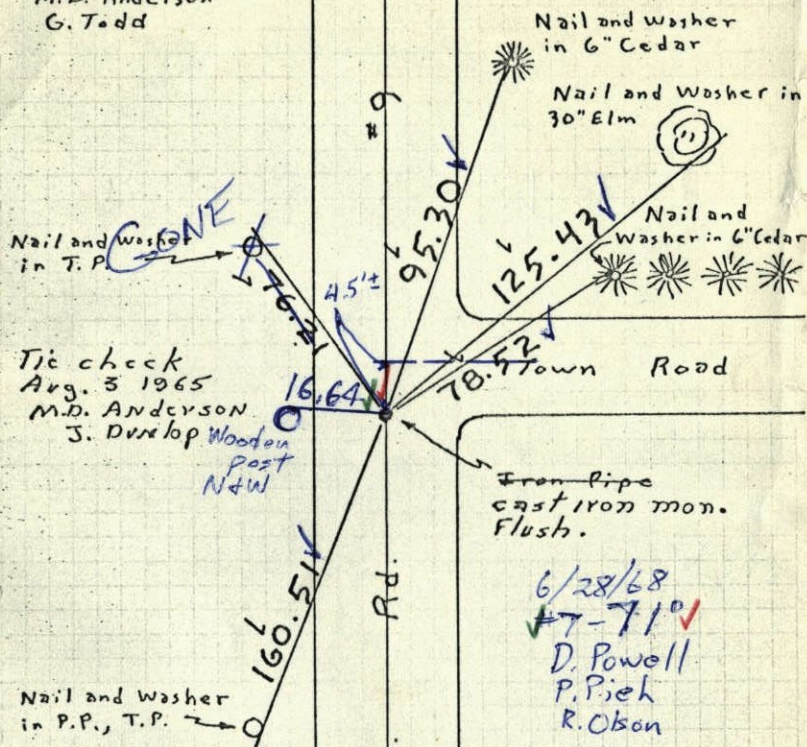 G. Todd
Nail and Washer
in 6" Cedar
#9
Nail and Washer in
30" Elm
95.30
125.43
Nail and
Washer in 6" Cedar
GONE
Nail and Washer
in T.P.
76.21
45'±
78.52
Town Road
Tie check
Aug. 3 1965
M.D. Anderson
J. Dunlop
16.64
Wooden
post
N+W
Iron Pipe
cast iron mon.
Flush.
160.51
Rd.
6/28/68
#7-71°
D. Powell
P. Pieh
R. Olson
Nail and Washer
in P.P., T.P.